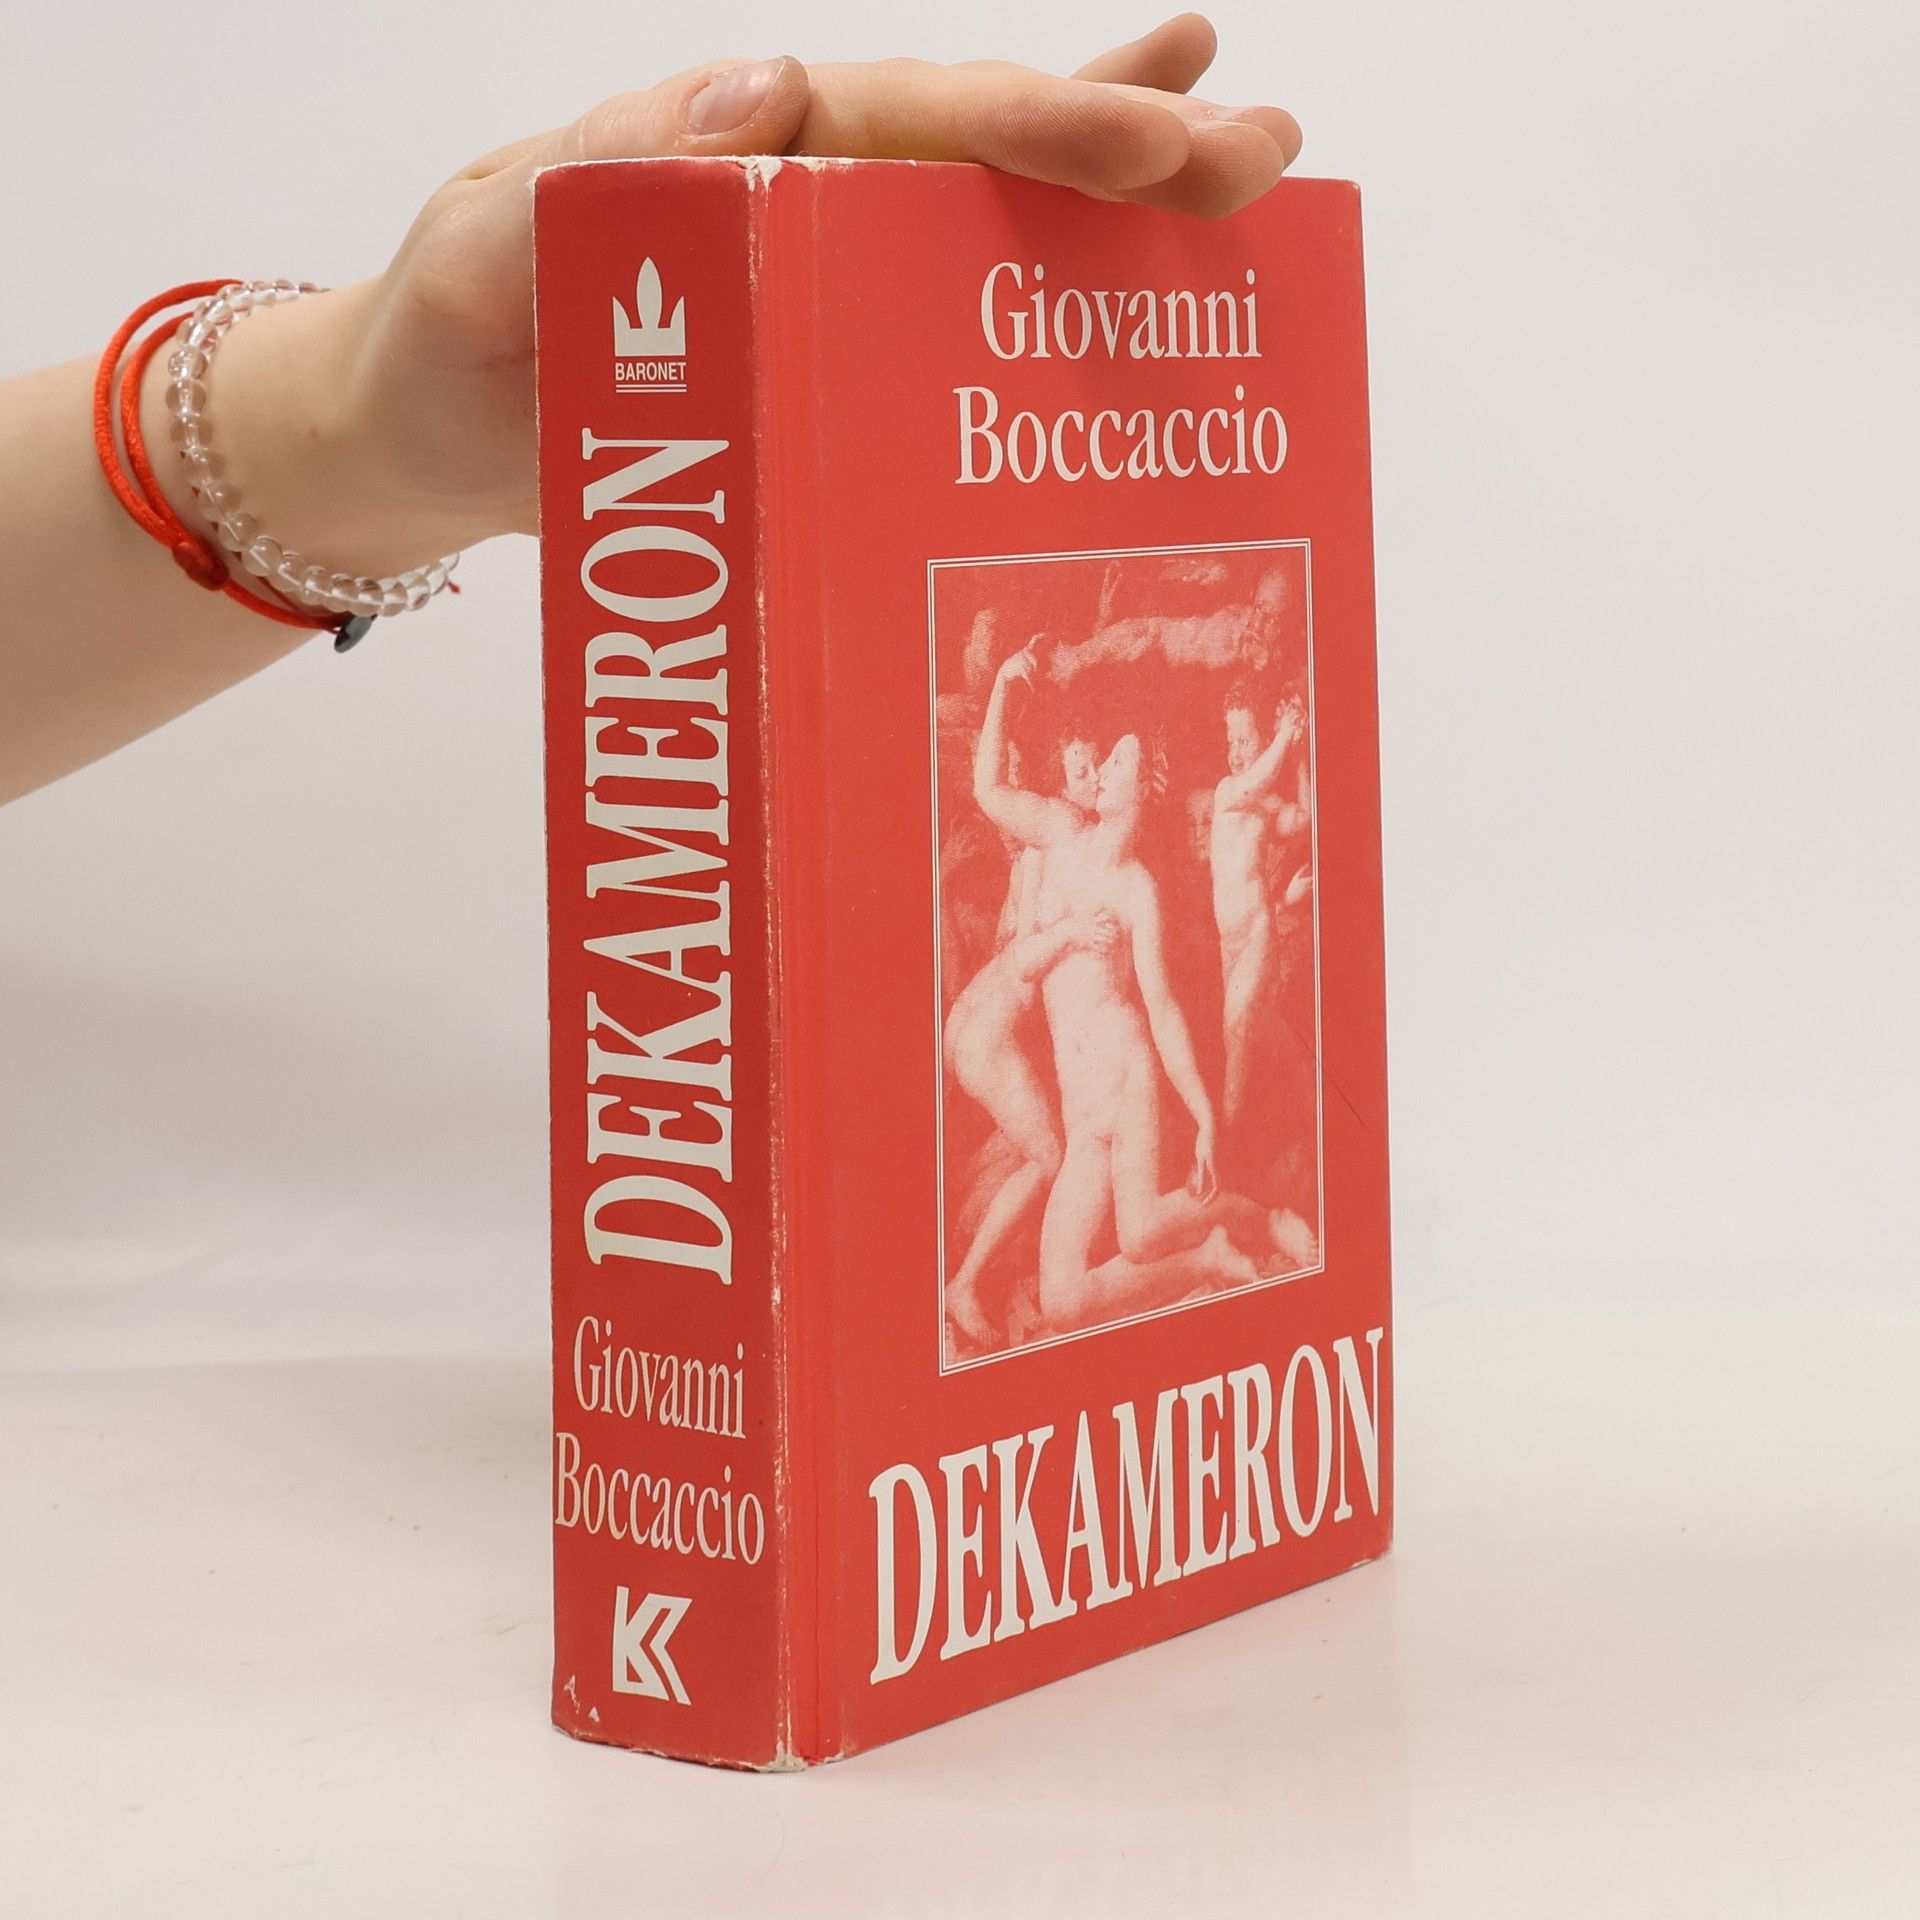 BARONET
DEKAMERON
Giovanni
Boccaccio
K
Giovanni
Boccaccio
DEKAMERON